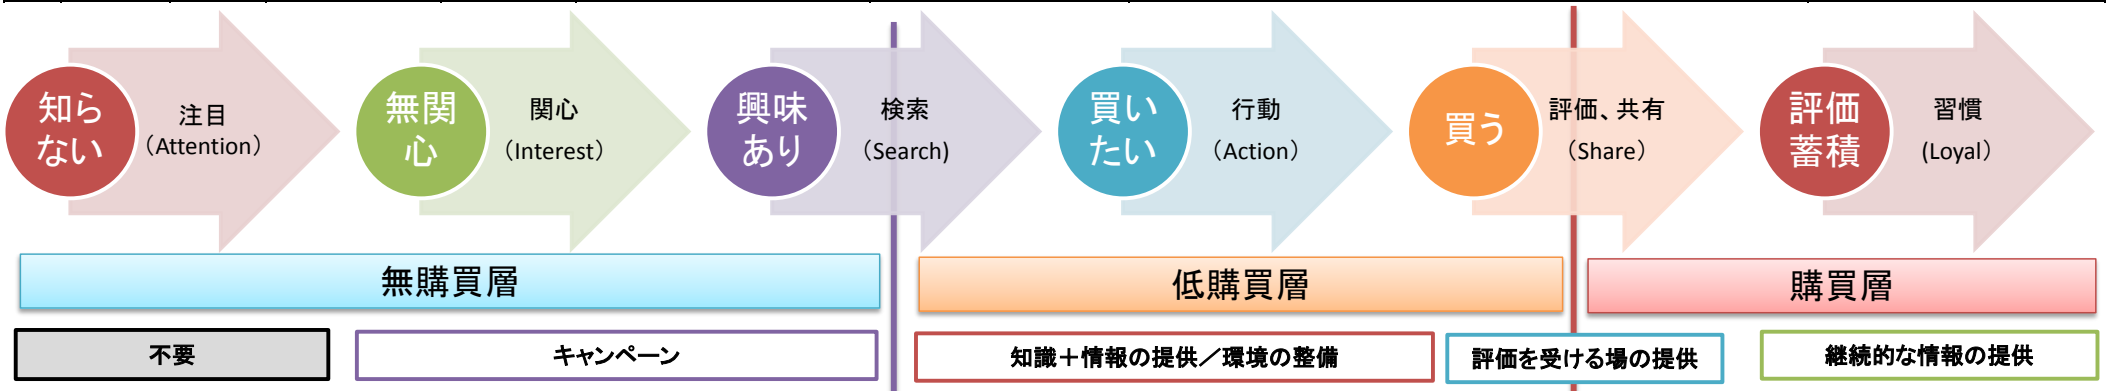 知ら
ない
注目
（Attention）
無関
心
関心
（Interest）
興味
あり
検索
（Search)
買い
たい
行動
（Action）
買う
評価、共有
（Share）
評価
蓄積
習慣
(Loyal）
無購買層
低購買層
購買層
不要
キャンペーン
知識＋情報の提供／環境の整備
評価を受ける場の提供
継続的な情報の提供